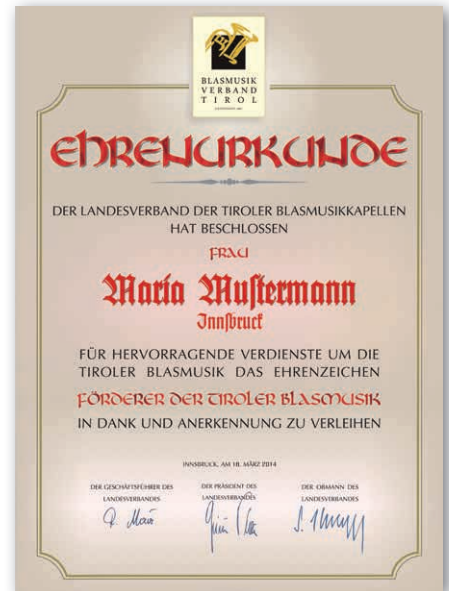 BLASMUSIK
VERBAND
TIROL
EHRENURKUNDE
DER LANDESVERBAND DER TIROLER BLASMUSIKKAPELLEN
HAT BESCHLOSSEN
FRAU
Maria Mustermann
Innsbruck
FÜR HERVORRAGENDE VERDIENSTE UM DIE
TIROLER BLASMUSIK DAS EHRENZEICHEN
FÖRDERER DER TIROLER BLASMUSIK
IN DANK UND ANERKENNUNG ZU VERLEIHEN
INNSBRUCK, AM 18. MÄRZ 2014
DER GESCHÄFTSFÜHRER DES
LANDESVERBANDES
DER PRÄSIDENT DES
LANDESVERBANDES
DER OBMANN DES
LANDESVERBANDES